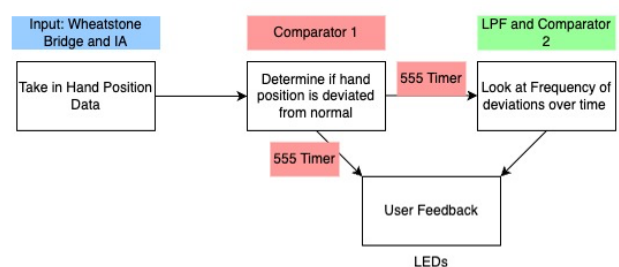 Input: Wheatstone
Bridge and IA
Comparator 1
LPF and Comparator
2
Take in Hand Position
Data
Determine if hand
position is deviated
from normal
555 Timer
Look at Frequency of
deviations over time
555 Timer
User Feedback
LEDs